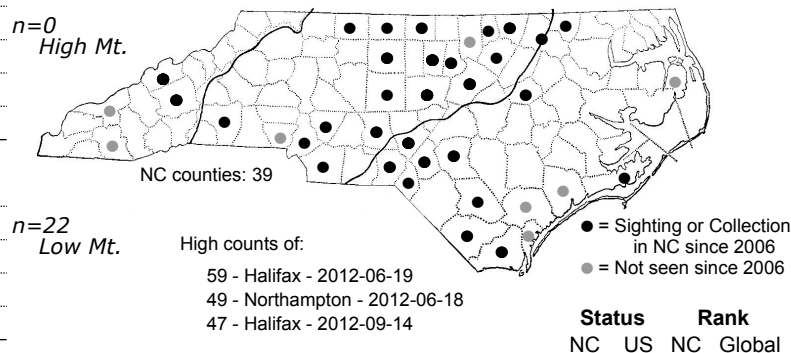 n=0
High Mt.
NC counties: 39
n=22
Low Mt.
High counts of:
59 - Halifax - 2012-06-19
49 - Northampton - 2012-06-18
47 - Halifax - 2012-09-14
= Sighting or Collection
in NC since 2006
= Not seen since 2006
Status Rank
NC US NC Global